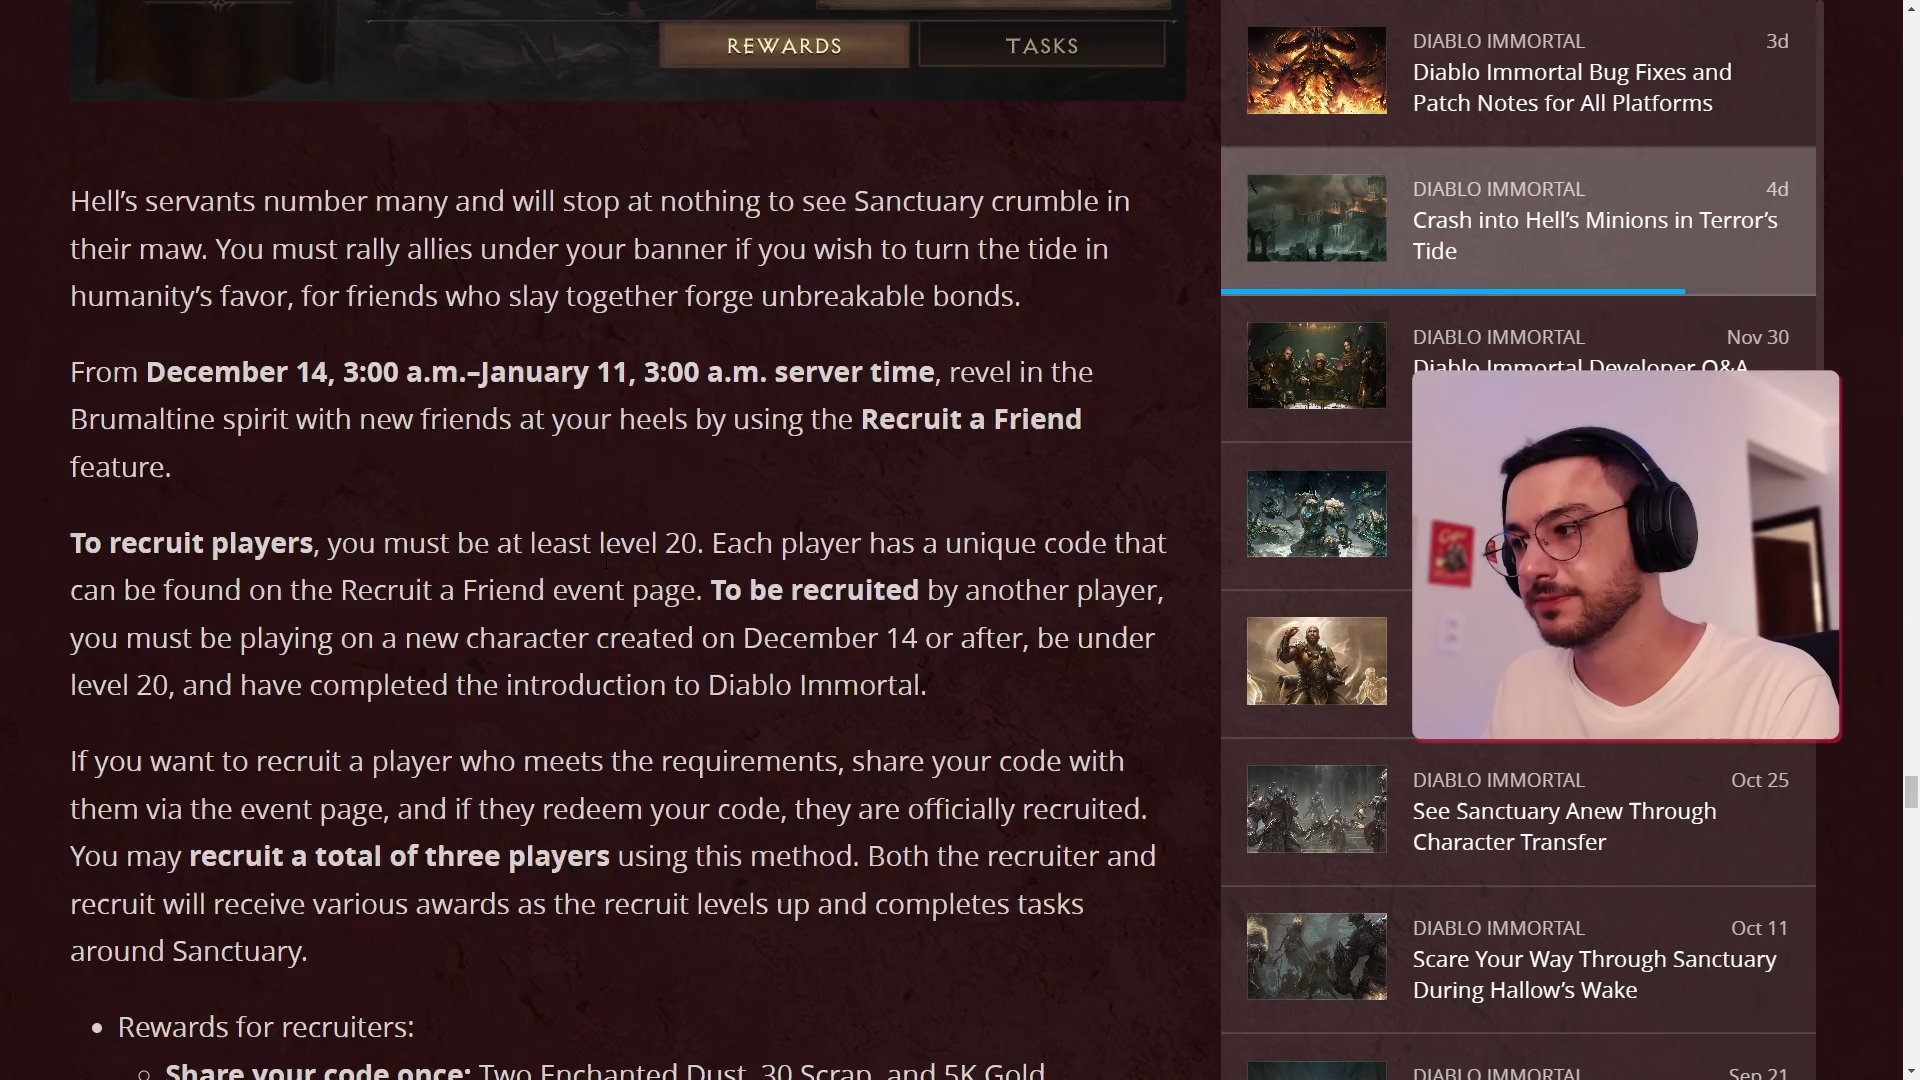 REWARDS
TASKS
Hell’s servants number many and will stop at nothing to see Sanctuary crumble in
their maw. You must rally allies under your banner if you wish to turn the tide in
humanity’s favor, for friends who slay together forge unbreakable bonds.
From December 14, 3:00 a.m.–January 11, 3:00 a.m. server time, revel in the
Brumaltine spirit with new friends at your heels by using the Recruit a Friend
feature.
To recruit players, you must be at least level 20. Each player has a unique code that
can be found on the Recruit a Friend event page. To be recruited by another player,
you must be playing on a new character created on December 14 or after, be under
level 20, and have completed the introduction to Diablo Immortal.
If you want to recruit a player who meets the requirements, share your code with
them via the event page, and if they redeem your code, they are officially recruited.
You may recruit a total of three players using this method. Both the recruiter and
recruit will receive various awards as the recruit levels up and completes tasks
around Sanctuary.
• Rewards for recruiters:
○ Share your code once: Two Enchanted Dust, 30 Scrap, and 5K Gold
DIABLO IMMORTAL 3d
Diablo Immortal Bug Fixes and
Patch Notes for All Platforms
DIABLO IMMORTAL 4d
Crash into Hell’s Minions in Terror’s
Tide
DIABLO IMMORTAL Nov 30
Diablo Immortal Developer Q&A
DIABLO IMMORTAL Oct 25
See Sanctuary Anew Through
Character Transfer
DIABLO IMMORTAL Oct 11
Scare Your Way Through Sanctuary
During Hallow’s Wake
DIABLO IMMORTAL Sep 21